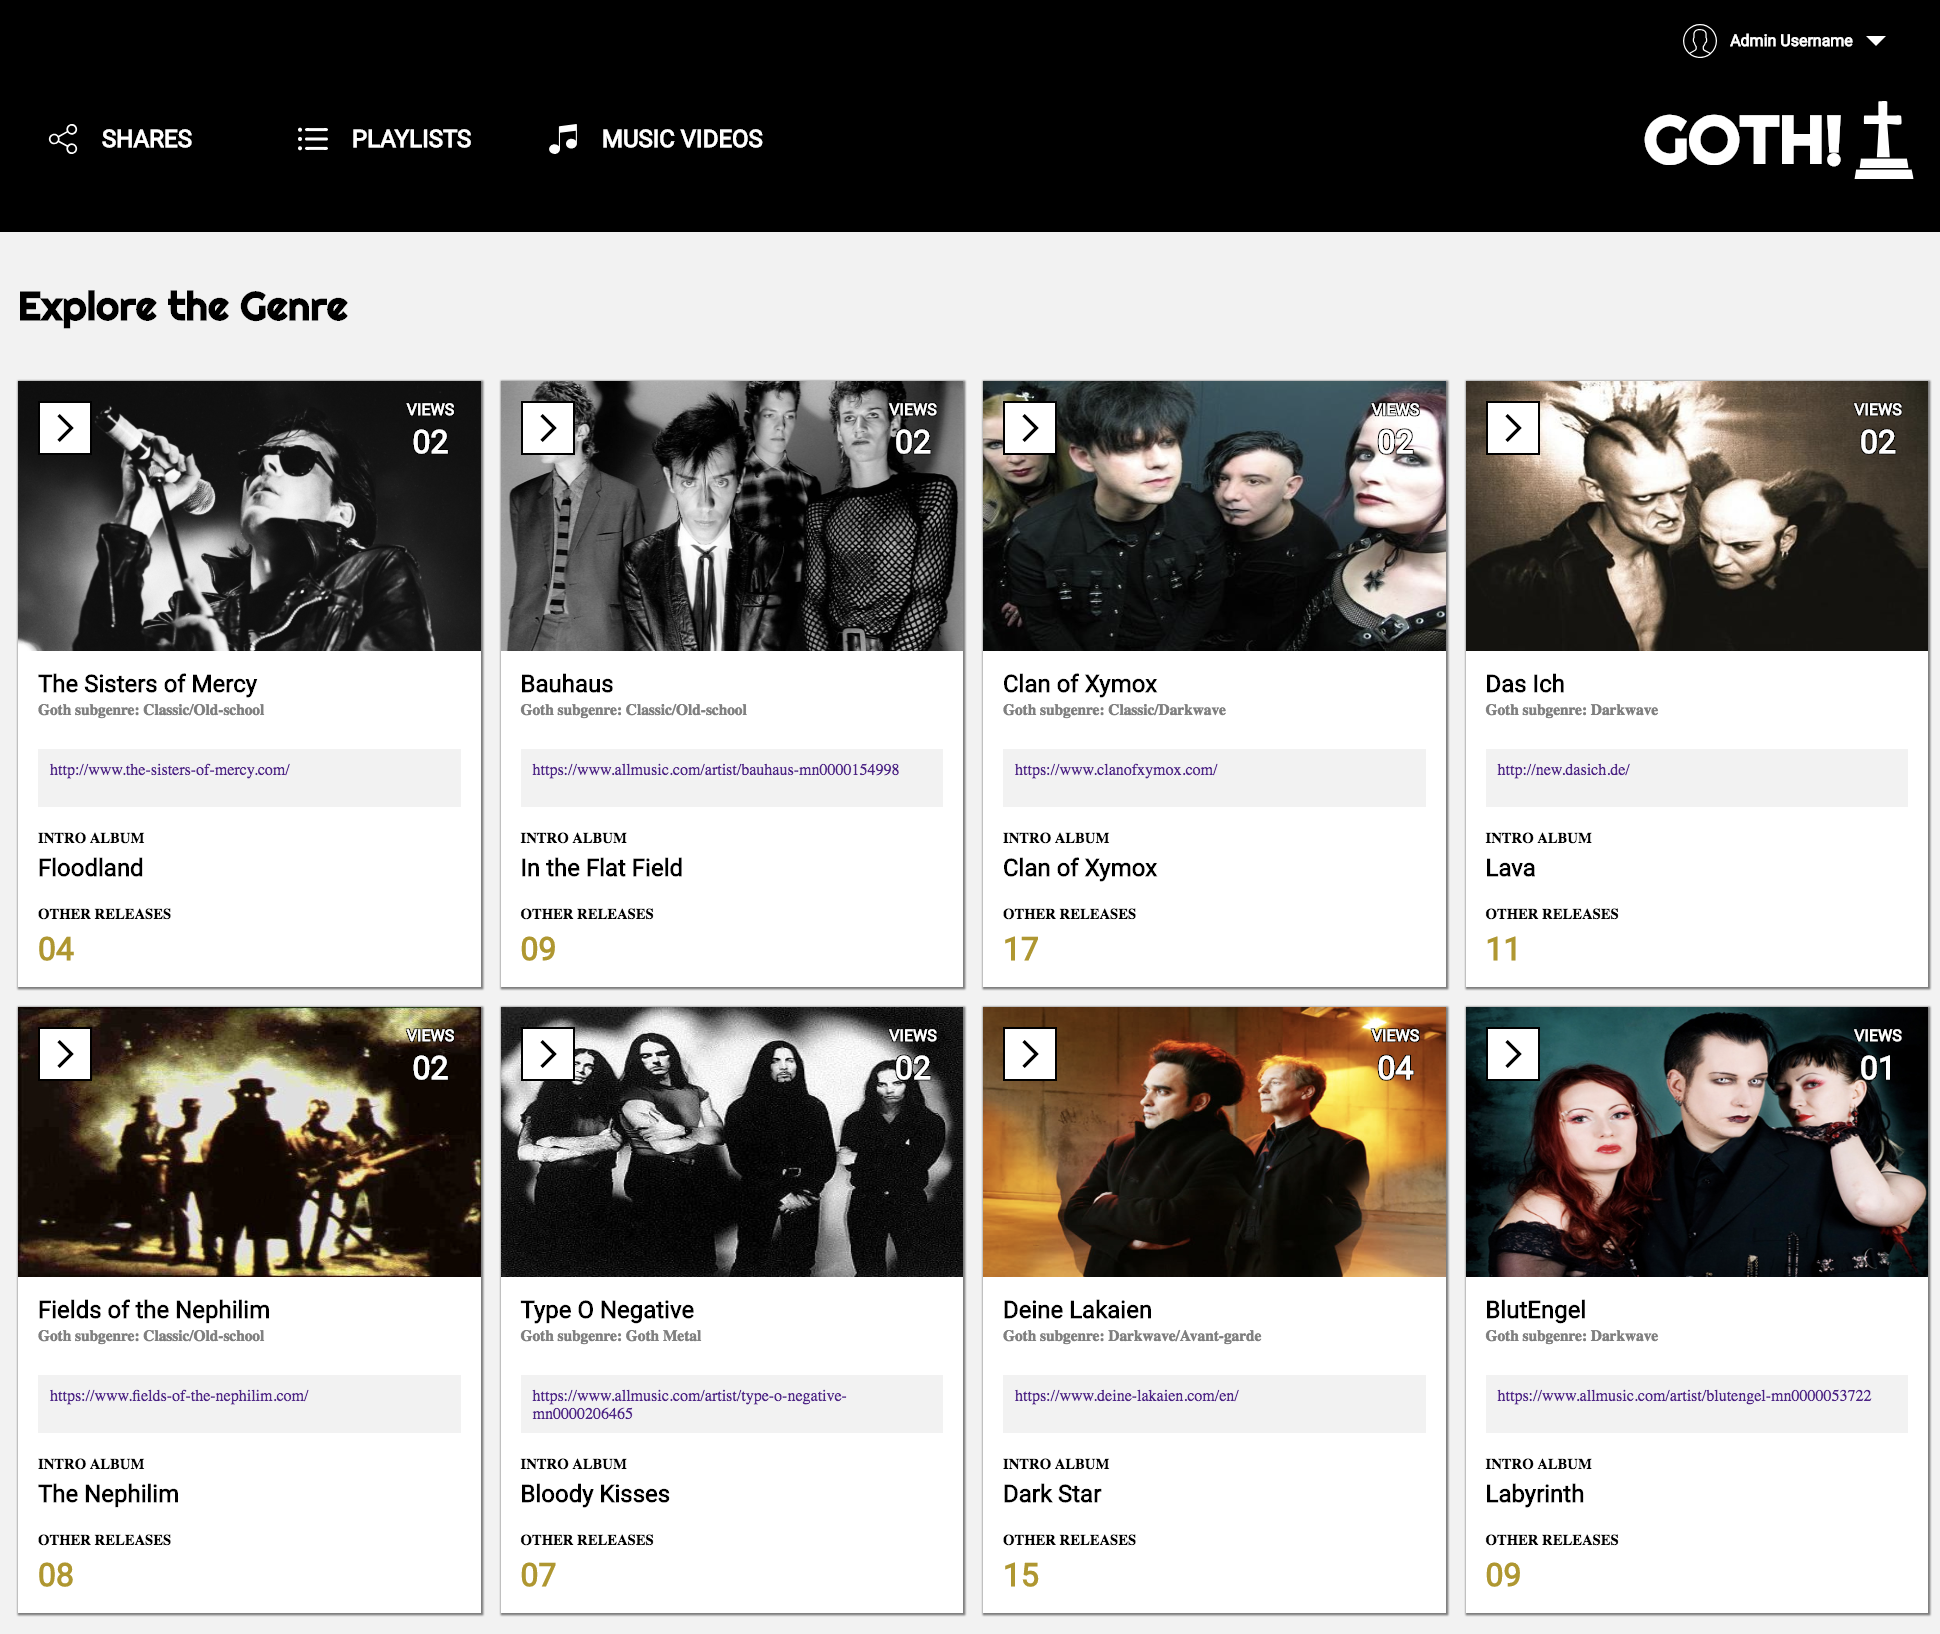 Admin Username
SHARES
PLAYLISTS
MUSIC VIDEOS
GOTH!
Explore the Genre
VIEWS
02
The Sisters of Mercy
Goth subgenre: Classic/Old-school
http://www.the-sisters-of-mercy.com/
INTRO ALBUM
Floodland
OTHER RELEASES
04
VIEWS
02
Bauhaus
Goth subgenre: Classic/Old-school
https://www.allmusic.com/artist/bauhaus-mn0000154998
INTRO ALBUM
In the Flat Field
OTHER RELEASES
09
VIEWS
02
Clan of Xymox
Goth subgenre: Classic/Darkwave
https://www.clanofxymox.com/
INTRO ALBUM
Clan of Xymox
OTHER RELEASES
17
VIEWS
02
Das Ich
Goth subgenre: Darkwave
http://new.dasich.de/
INTRO ALBUM
Lava
OTHER RELEASES
11
VIEWS
02
Fields of the Nephilim
Goth subgenre: Classic/Old-school
https://www.fields-of-the-nephilim.com/
INTRO ALBUM
The Nephilim
OTHER RELEASES
08
VIEWS
02
Type O Negative
Goth subgenre: Goth Metal
https://www.allmusic.com/artist/type-o-negative-
mn0000206465
INTRO ALBUM
Bloody Kisses
OTHER RELEASES
07
VIEWS
04
Deine Lakaien
Goth subgenre: Darkwave/Avant-garde
https://www.deine-lakaien.com/en/
INTRO ALBUM
Dark Star
OTHER RELEASES
15
VIEWS
01
BlutEngel
Goth subgenre: Darkwave
https://www.allmusic.com/artist/blutengel-mn0000053722
INTRO ALBUM
Labyrinth
OTHER RELEASES
09